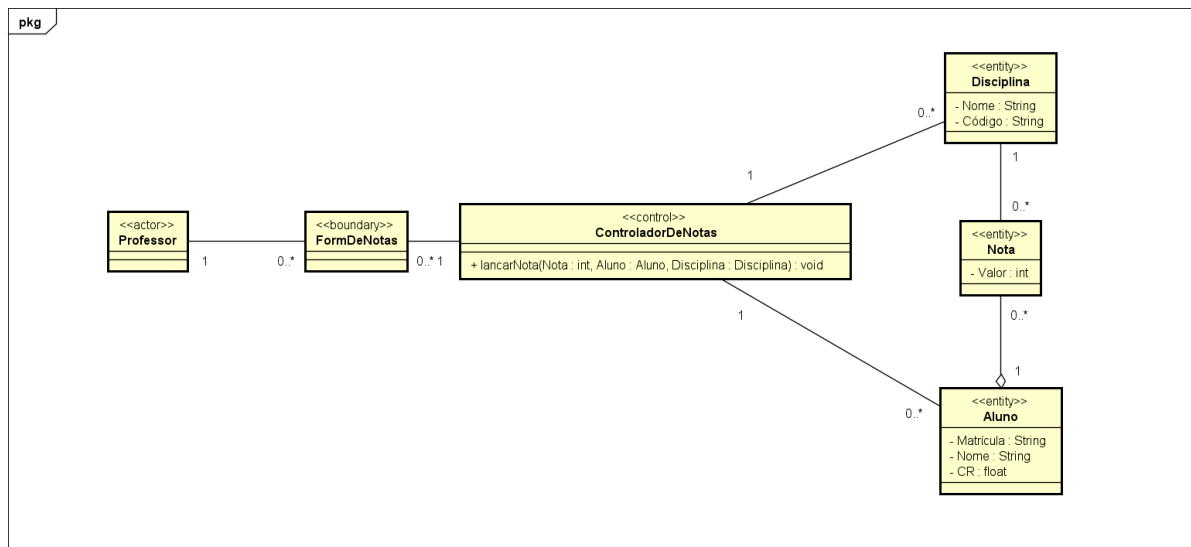 pkg
<<entity>>
Disciplina
- Nome : String
- Código : String
0..*
1
1
0..*
<<actor>>
Professor
1
0..*
<<boundary>>
FormDeNotas
0..* 1
<<control>>
ControladorDeNotas
+ lancarNota(Nota : int, Aluno : Aluno, Disciplina : Disciplina) : void
<<entity>>
Nota
- Valor : int
1
0..*
0..*
1
<<entity>>
Aluno
- Matrícula : String
- Nome : String
- CR : float